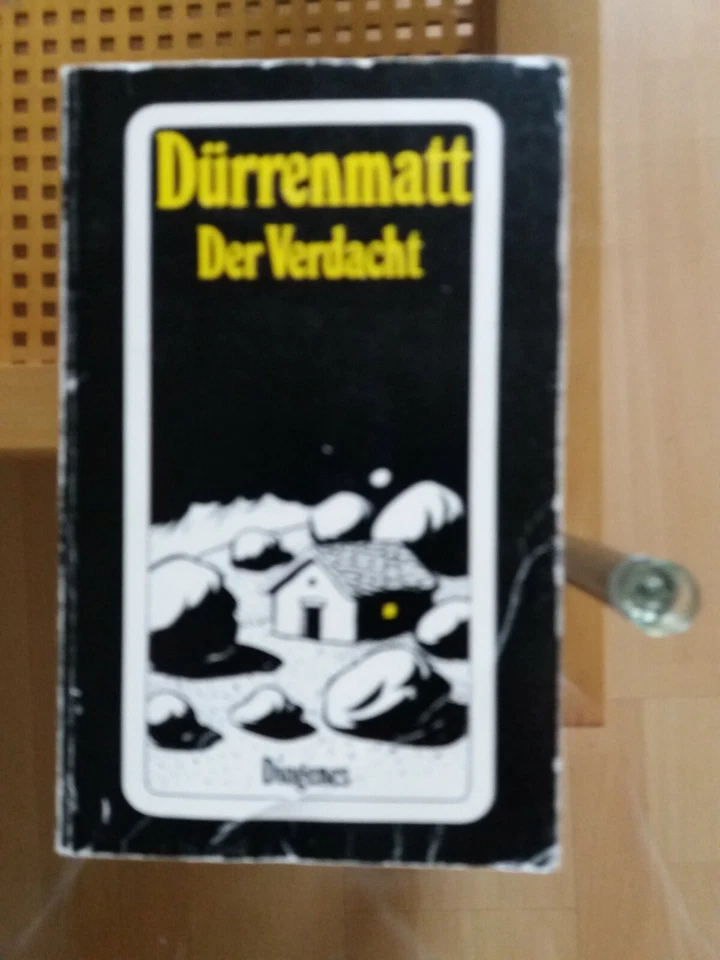 Dürrenmatt
Der Verdacht
Diogenes